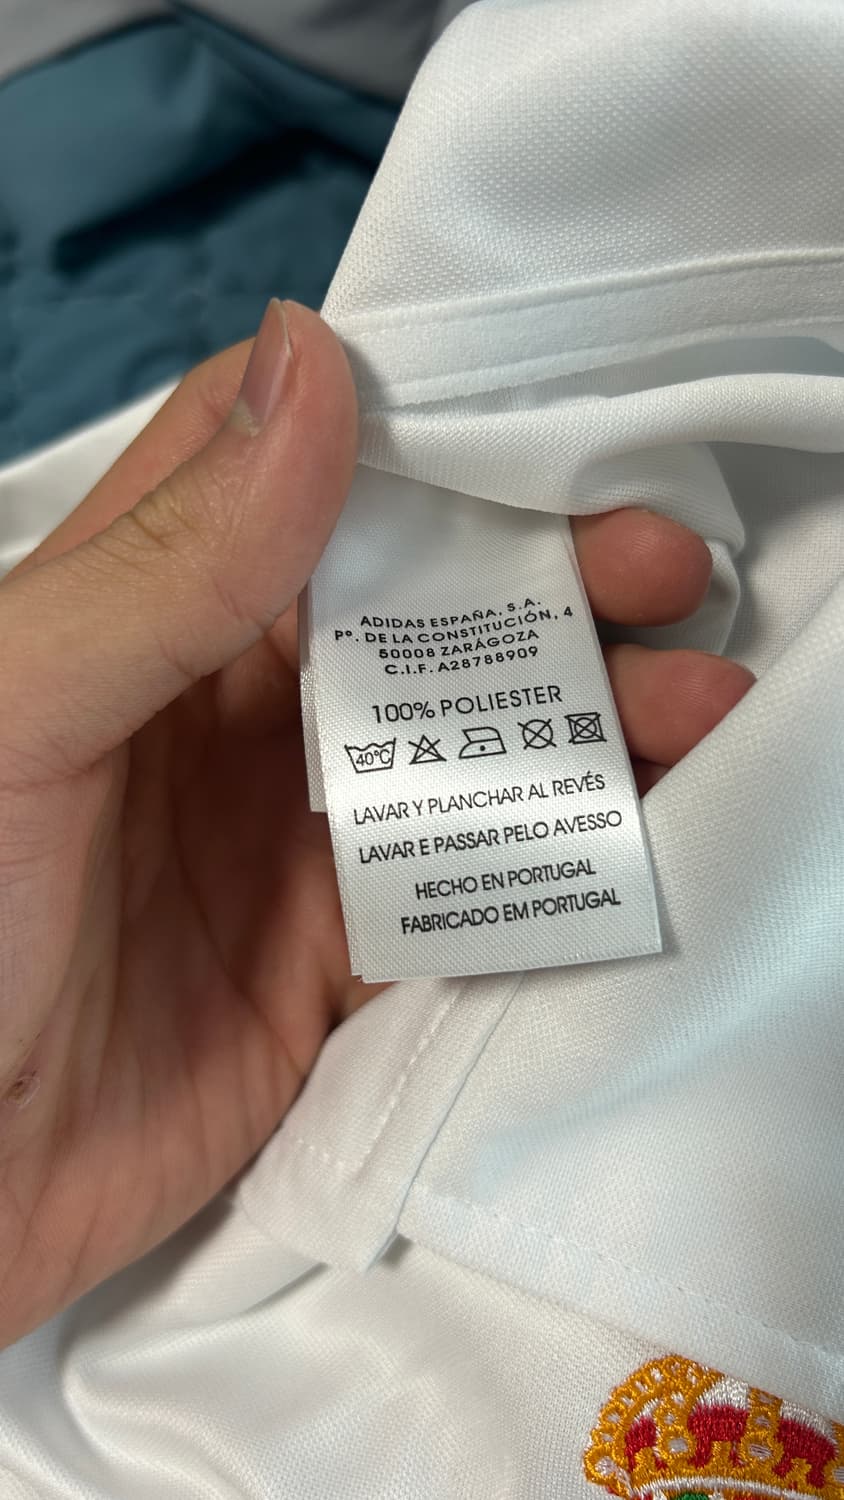 ADIDAS ESPAÑA, S.A.
Pº. DE LA CONSTITUCIÓN, 4
50008 ZARÁGOZA
C.I.F. A28788909
100% POLIESTER
40°C
LAVAR Y PLANCHAR AL REVÉS
LAVAR E PASSAR PELO AVESSO
HECHO EN PORTUGAL
FABRICADO EM PORTUGAL